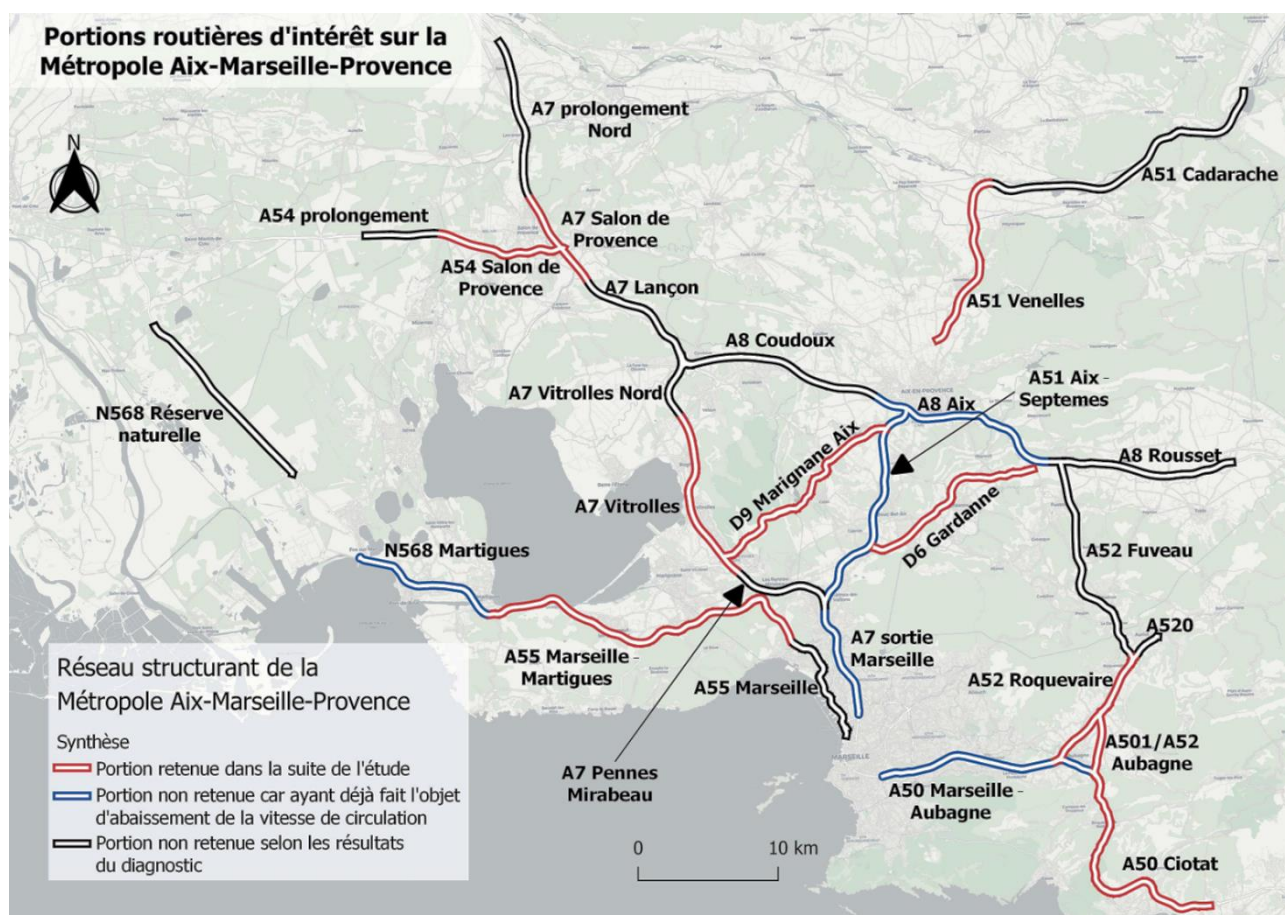 Portions routières d'intérêt sur la
Métropole Aix-Marseille-Provence
N
A7 prolongement
Nord
A51 Cadarache
A54 prolongement
A7 Salon de
Provence
A54 Salon de
Provence
A7 Lançon
A51 Venelles
A8 Coudoux
A51 Aix -
Septemes
A7 Vitrolles Nord
AIX-EN-PROVENCE
A8 Aix
N568 Réserve
naturelle
D9 Marignane Aix
A8 Rousset
A7 Vitrolles
D6 Gardanne
N568 Martigues
A52 Fuveau
A520
A7 sortie
Marseille
A55 Marseille -
Martigues
A55 Marseille
A52 Roquevaire
A501/A52
Aubagne
MARSEILLE
A7 Pennes
Mirabeau
A50 Marseille -
Aubagne
A50 Ciotat
0 10 km
Réseau structurant de la
Métropole Aix-Marseille-Provence
Synthèse
Portion retenue dans la suite de l'étude
Portion non retenue car ayant déjà fait l'objet
d'abaissement de la vitesse de circulation
Portion non retenue selon les résultats
du diagnostic